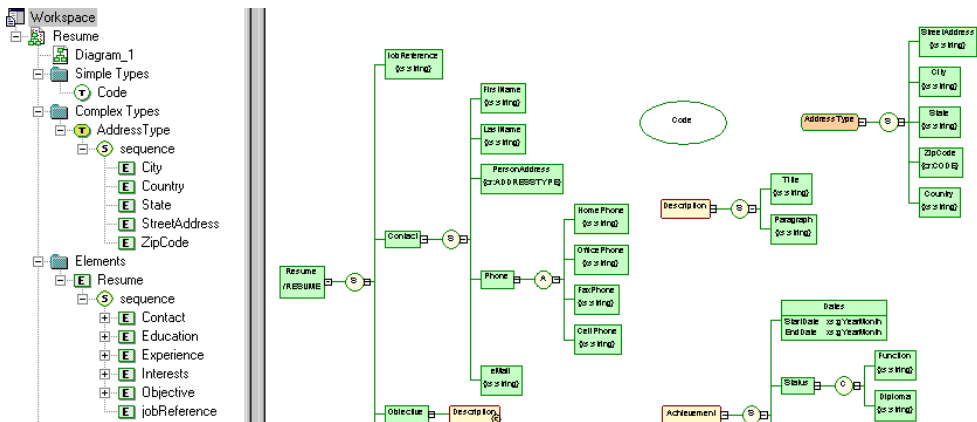 Workspace
Resume
Diagram_1
Simple Types
Code
Complex Types
AddressType
sequence
City
Country
State
StreetAddress
ZipCode
Elements
Resume
sequence
Contact
Education
Experience
Interests
Objective
jobReference
Resume
/RESUME
S
JobReference
{xs:string}
Contact
S
FirstName
{xs:string}
LastName
{xs:string}
PersonAddress
{cr:ADDRESSTYPE}
Phone
A
HomePhone
{xs:string}
OfficePhone
{xs:string}
FaxPhone
{xs:string}
CellPhone
{xs:string}
eMail
{xs:string}
Objective
Description
Code
AddressType
S
StreetAddress
{xs:string}
City
{xs:string}
State
{xs:string}
ZipCode
{cr:CODE}
Country
{xs:string}
Description
S
Title
{xs:string}
Paragraph
{xs:string}
Achievement
S
Dates
StartDate xs:gYearMonth
EndDate xs:gYearMonth
Status
C
Function
{xs:string}
Diploma
{xs:string}